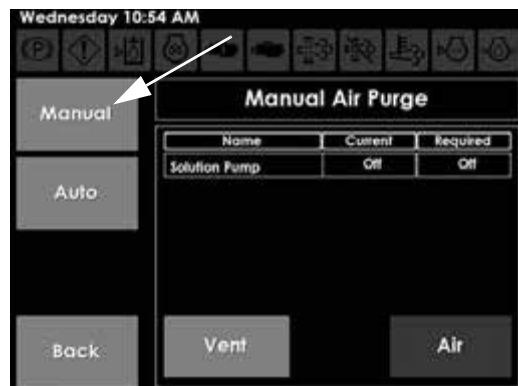 Wednesday 10:54 AM
Manual
Manual Air Purge
Name Current Required
Solution Pump Off Off
Auto
Back
Vent
Air